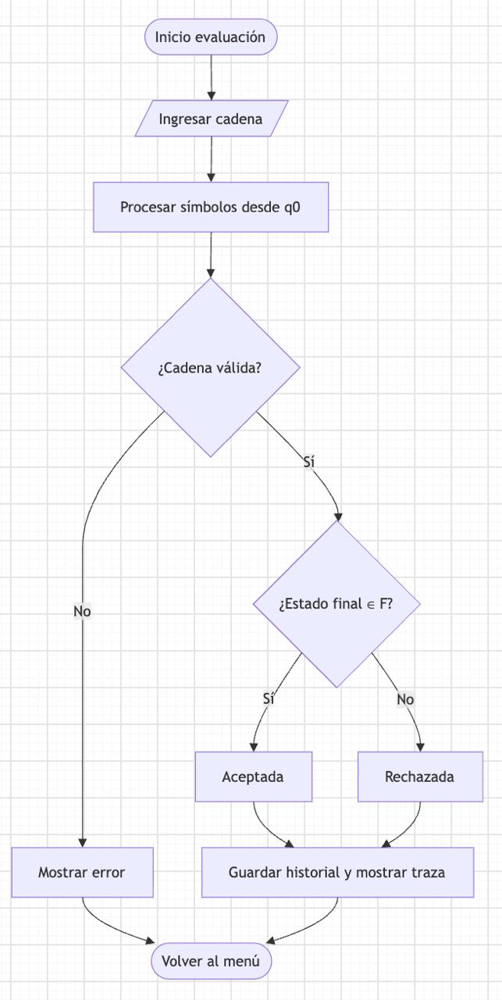 Inicio evaluación
Ingresar cadena
Procesar símbolos desde q0
¿Cadena válida?
Sí
No
¿Estado final ∈ F?
Sí
No
Aceptada
Rechazada
Mostrar error
Guardar historial y mostrar traza
Volver al menú